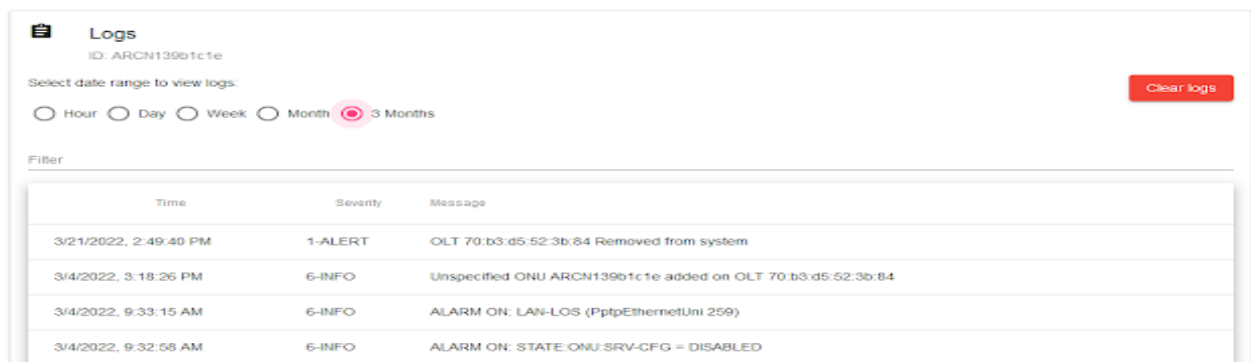 Logs
ID: ARCN139b1c1e
Select date range to view logs:
Clear logs
Hour Day Week Month 3 Months
Filter
Time Severity Message
3/21/2022, 2:49:40 PM 1-ALERT OLT 70:b3:d5:52:3b:84 Removed from system
3/4/2022, 3:18:26 PM 6-INFO Unspecified ONU ARCN139b1c1e added on OLT 70:b3:d5:52:3b:84
3/4/2022, 9:33:15 AM 6-INFO ALARM ON: LAN-LOS (PptpEthernetUni 259)
3/4/2022, 9:32:58 AM 6-INFO ALARM ON: STATE:ONU:SRV-CFG = DISABLED